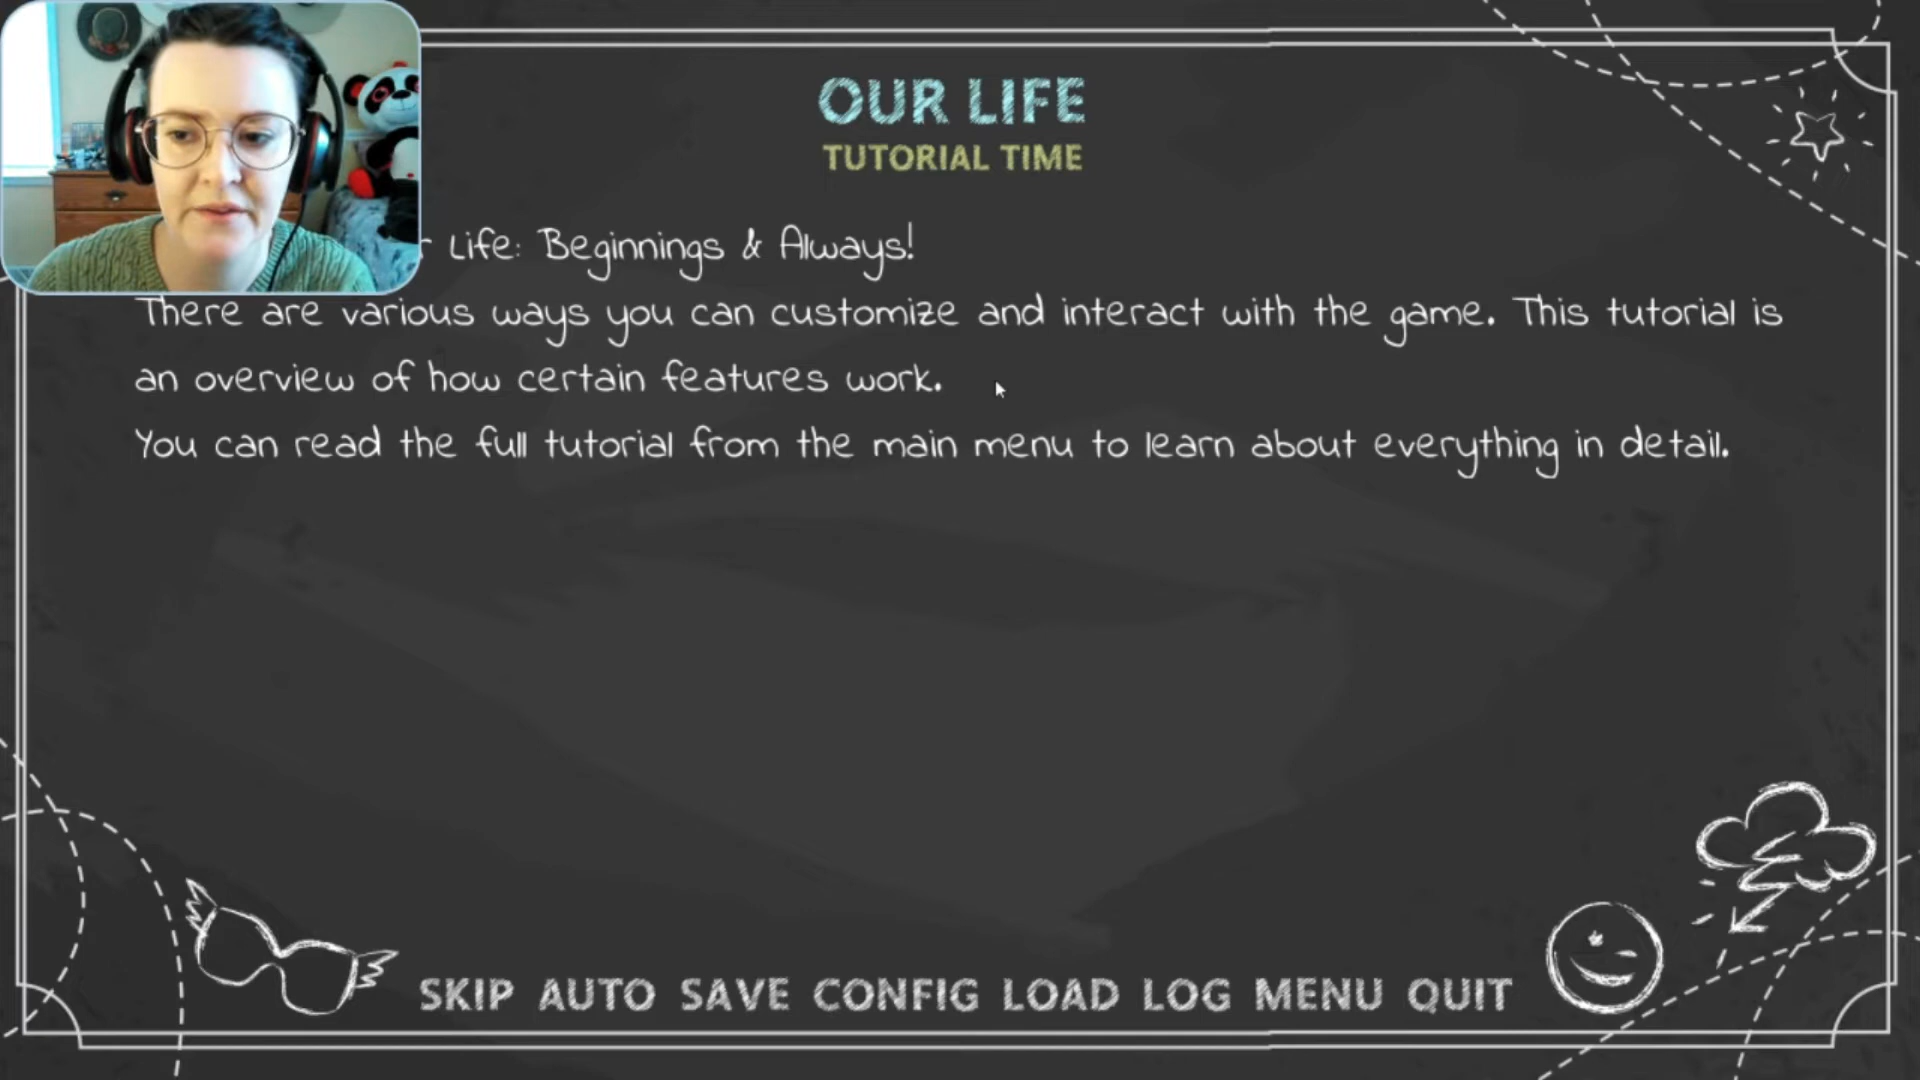 OUR LIFE
TUTORIAL TIME
Life: Beginnings & Always!
There are various ways you can customize and interact with the game. This tutorial is
an overview of how certain features work.
You can read the full tutorial from the main menu to learn about everything in detail.
SKIP AUTO SAVE CONFIG LOAD LOG MENU QUIT